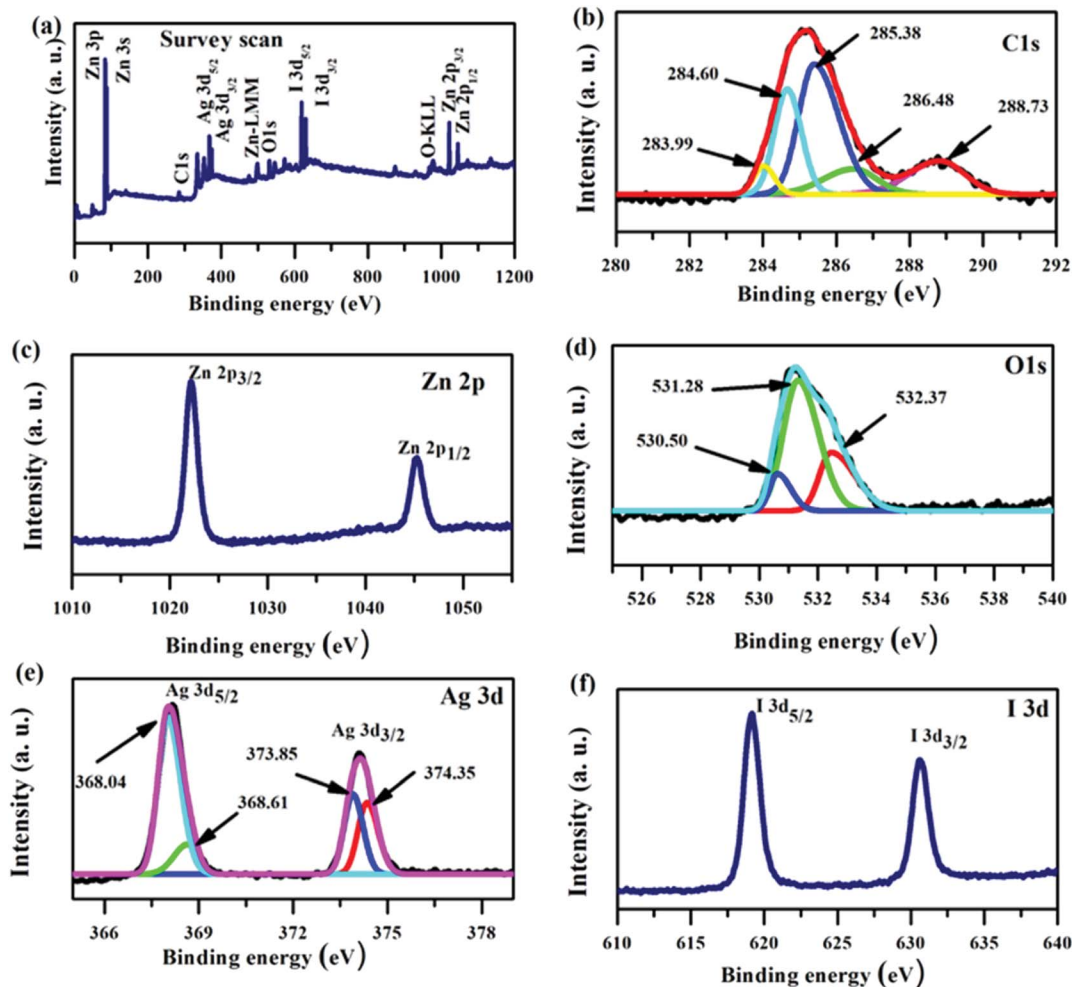 (a)
Survey scan
Zn 3p
Zn 3s
C1s
Ag 3d5/2
Ag 3d3/2
Zn-LMM
O1s
I 3d5/2
I 3d3/2
O-KLL
Zn 2p3/2
Zn 2p1/2
Intensity (a. u.)
0 200 400 600 800 1000 1200
Binding energy (eV)
(b)
C1s
285.38
284.60
286.48
288.73
283.99
Intensity (a. u.)
280 282 284 286 288 290 292
Binding energy (eV)
(c)
Zn 2p3/2
Zn 2p
Zn 2p1/2
Intensity (a. u.)
1010 1020 1030 1040 1050
Binding energy (eV)
(d)
O1s
531.28
532.37
530.50
Intensity (a. u.)
526 528 530 532 534 536 538 540
Binding energy (eV)
(e)
Ag 3d5/2
Ag 3d
Ag 3d3/2
373.85
374.35
368.04
368.61
Intensity (a. u.)
366 369 372 375 378
Binding energy (eV)
(f)
I 3d5/2
I 3d
I 3d3/2
Intensity (a. u.)
610 615 620 625 630 635 640
Binding energy (eV)